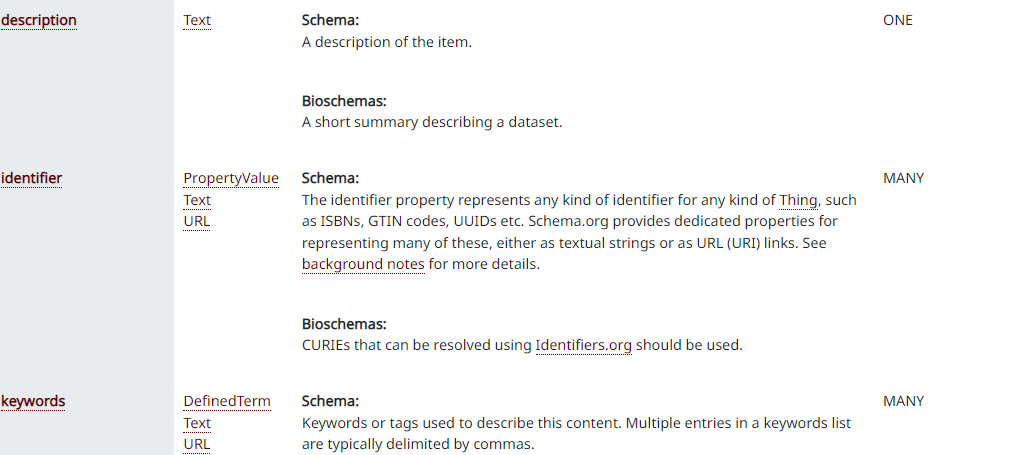 description Text Schema: ONE
A description of the item.
Bioschemas:
A short summary describing a dataset.
identifier PropertyValue Schema: MANY
Text The identifier property represents any kind of identifier for any kind of Thing, such
URL as ISBNs, GTIN codes, UUIDs etc. Schema.org provides dedicated properties for
representing many of these, either as textual strings or as URL (URI) links. See
background notes for more details.
Bioschemas:
CURIEs that can be resolved using Identifiers.org should be used.
keywords DefinedTerm Schema: MANY
Text Keywords or tags used to describe this content. Multiple entries in a keywords list
URL are typically delimited by commas.